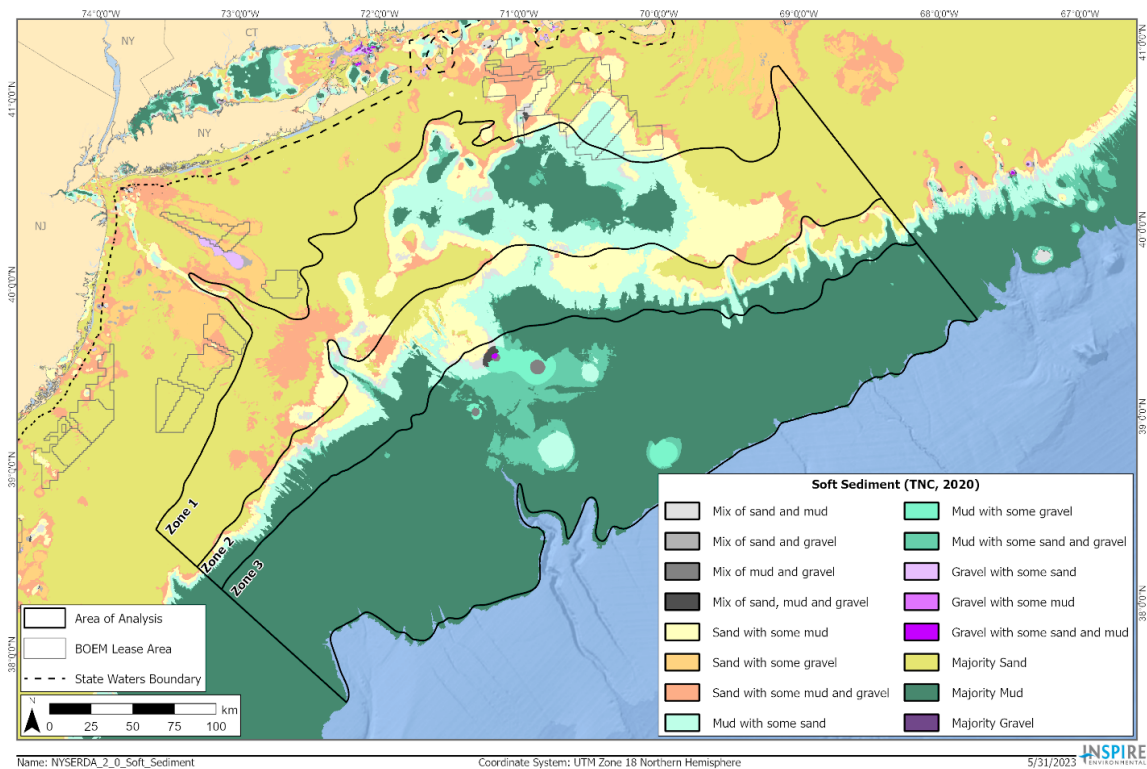 74°0'0"W 73°0'0"W 72°0'0"W 71°0'0"W 70°0'0"W 69°0'0"W 68°0'0"W 67°0'0"W
NY
CT
41°0'0"N
41°0'0"N
NY
NJ
40°0'0"N
40°0'0"N
39°0'0"N
39°0'0"N
38°0'0"N
38°0'0"N
Zone 1
Zone 2
Zone 3
Area of Analysis
BOEM Lease Area
State Waters Boundary
N
km
0 25 50 75 100
Soft Sediment (TNC, 2020)
Mix of sand and mud
Mix of sand and gravel
Mix of mud and gravel
Mix of sand, mud and gravel
Sand with some mud
Sand with some gravel
Sand with some mud and gravel
Mud with some sand
Mud with some gravel
Mud with some sand and gravel
Gravel with some sand
Gravel with some mud
Gravel with some sand and mud
Majority Sand
Majority Mud
Majority Gravel
Name: NYSERDA_2_0_Soft_Sediment
Coordinate System: UTM Zone 18 Northern Hemisphere
5/31/2023
INSPIRE
ENVIRONMENTAL